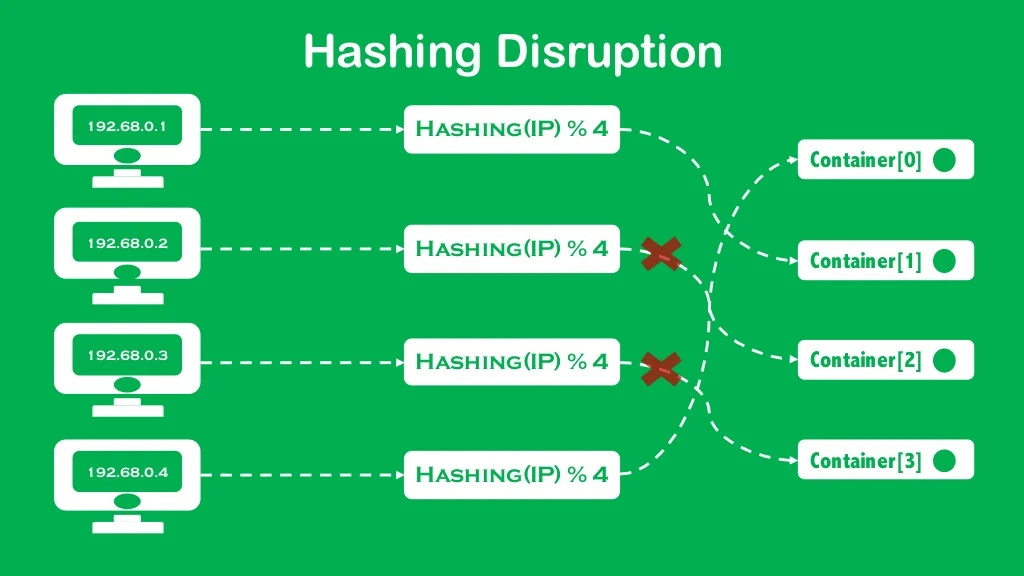 Hashing Disruption
192.68.0.1
HASHING(IP) % 4
Container[0]
192.68.0.2
HASHING(IP) % 4
Container[1]
192.68.0.3
HASHING(IP) % 4
Container[2]
192.68.0.4
HASHING(IP) % 4
Container[3]